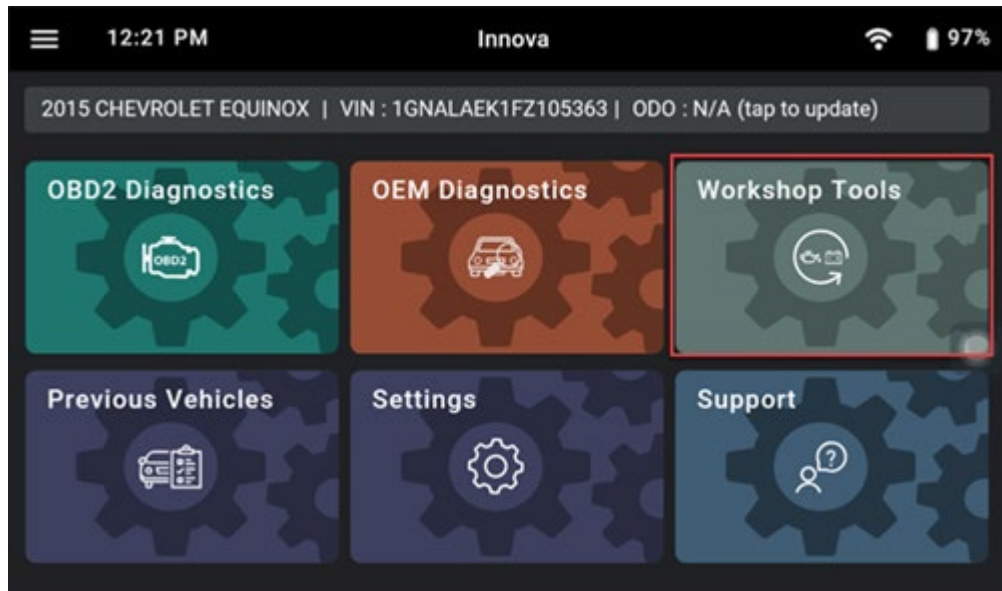 12:21 PM Innova 97%
2015 CHEVROLET EQUINOX | VIN : 1GNALAEK1FZ105363 | ODO : N/A (tap to update)
OBD2 Diagnostics OEM Diagnostics Workshop Tools
OBD2
Previous Vehicles Settings Support
?